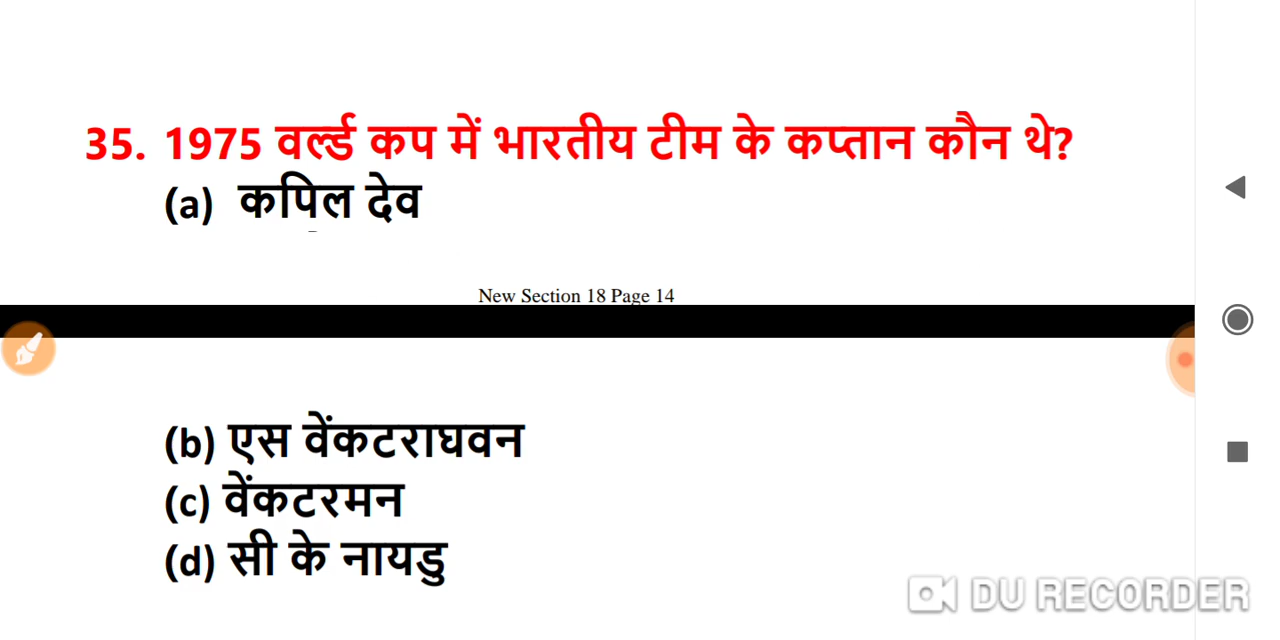 35. 1975 वर्ल्ड कप में भारतीय टीम के कप्तान कौन थे?
(a) कपिल देव
New Section 18 Page 14
(b) एस वेंकटराघवन
(c) वेंकटरमन
(d) सी के नायडु
DU RECORDER